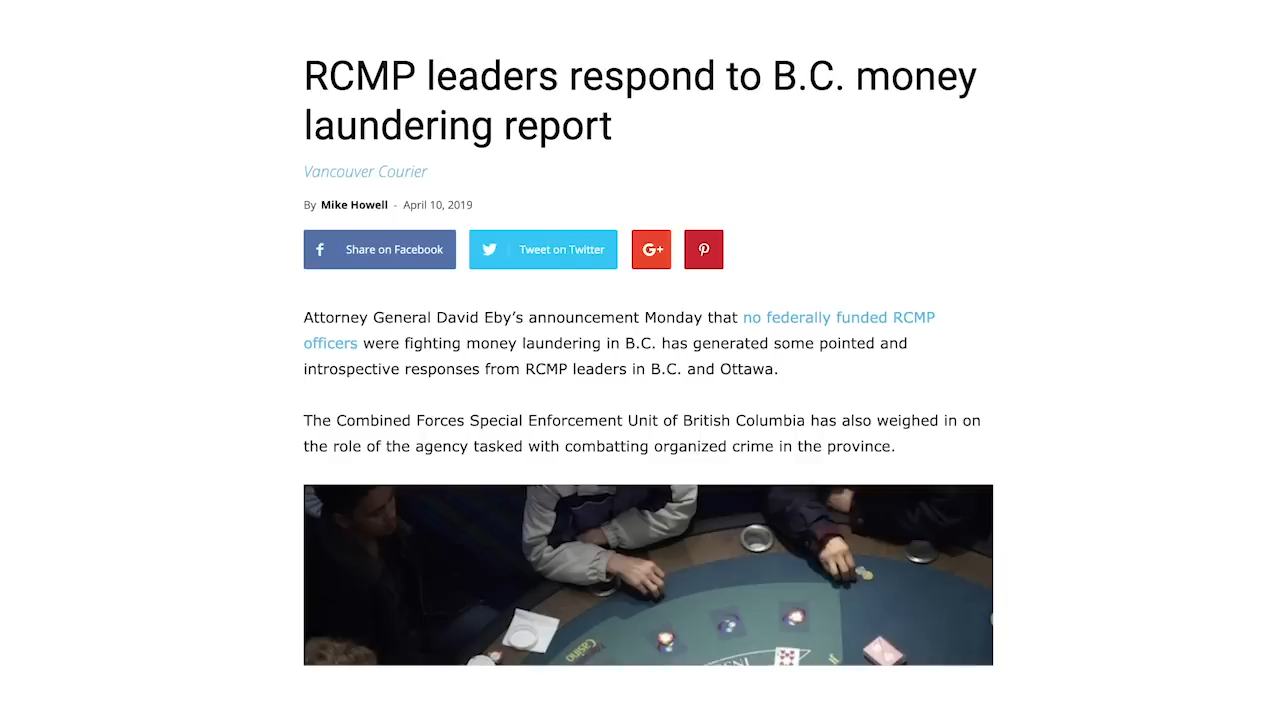 RCMP leaders respond to B.C. money
laundering report
Vancouver Courier
By Mike Howell - April 10, 2019
Share on Facebook
Tweet on Twitter
G+
Attorney General David Eby's announcement Monday that no federally funded RCMP
officers were fighting money laundering in B.C. has generated some pointed and
introspective responses from RCMP leaders in B.C. and Ottawa.
The Combined Forces Special Enforcement Unit of British Columbia has also weighed in on
the role of the agency tasked with combatting organized crime in the province.
Casino